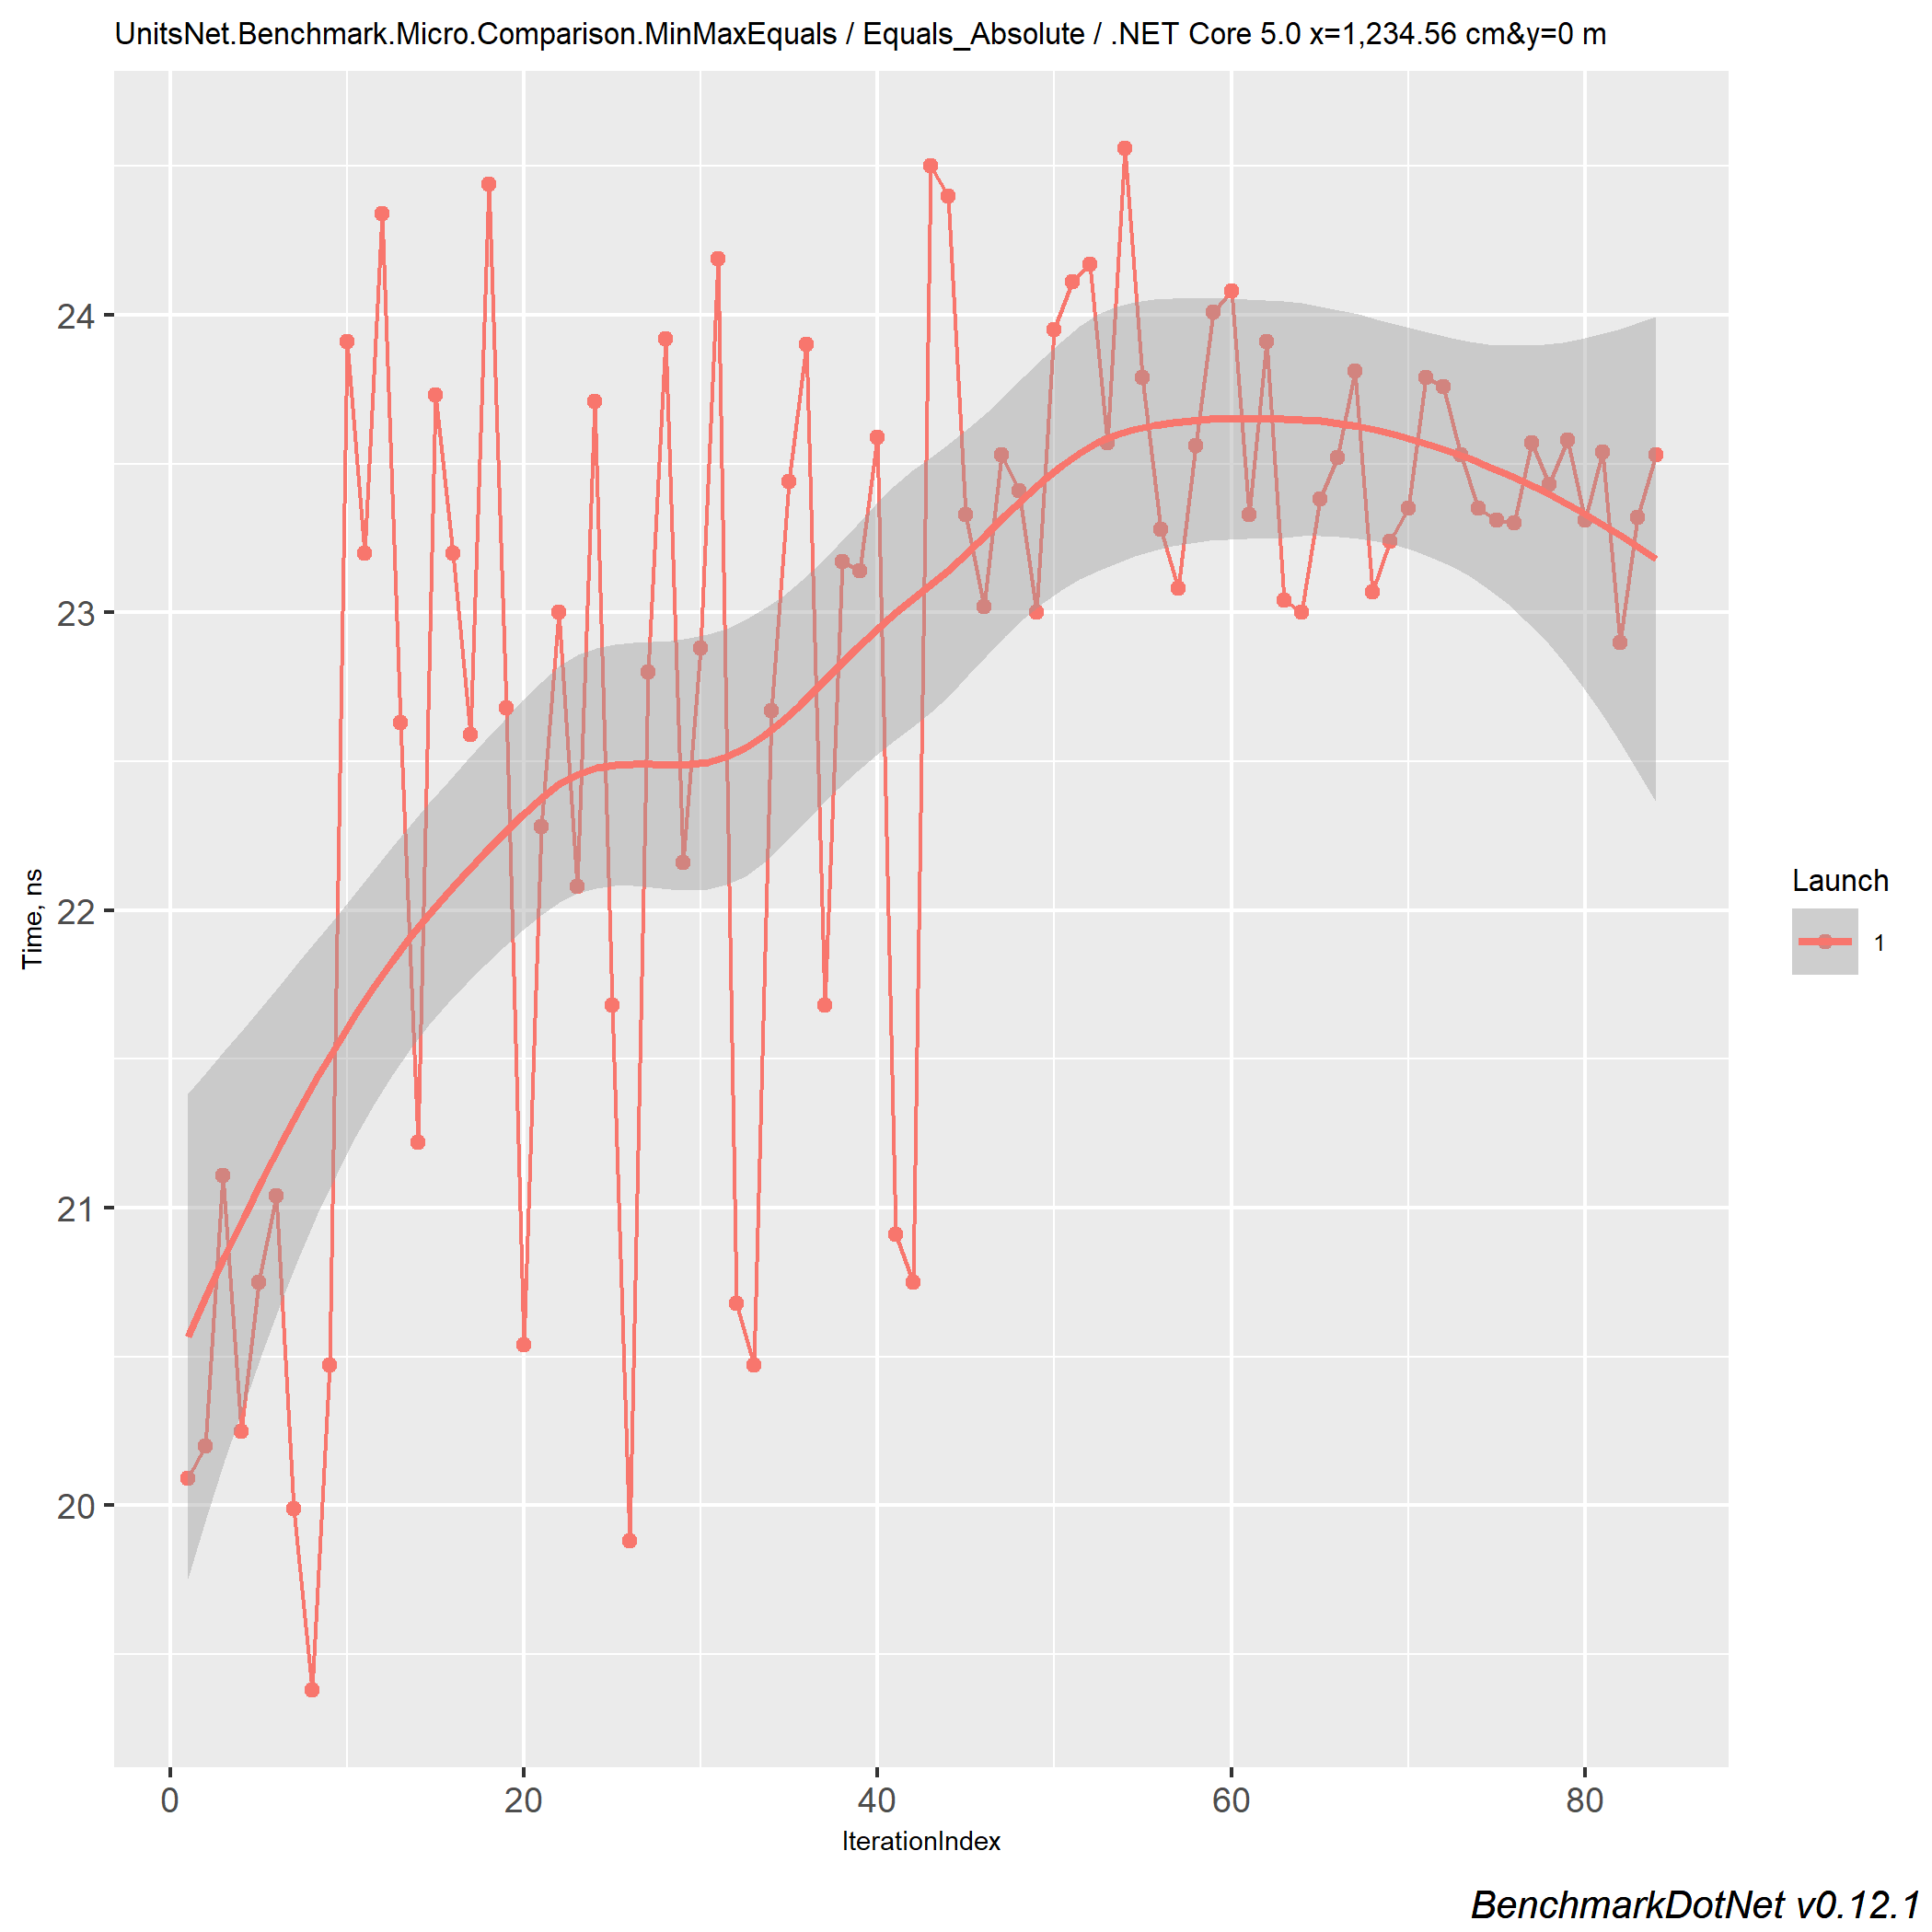 UnitsNet.Benchmark.Micro.Comparison.MinMaxEquals / Equals_Absolute / .NET Core 5.0 x=1,234.56 cm&y=0 m
24
23
22
21
20
Time, ns
0 20 40 60 80
IterationIndex
Launch
1
BenchmarkDotNet v0.12.1